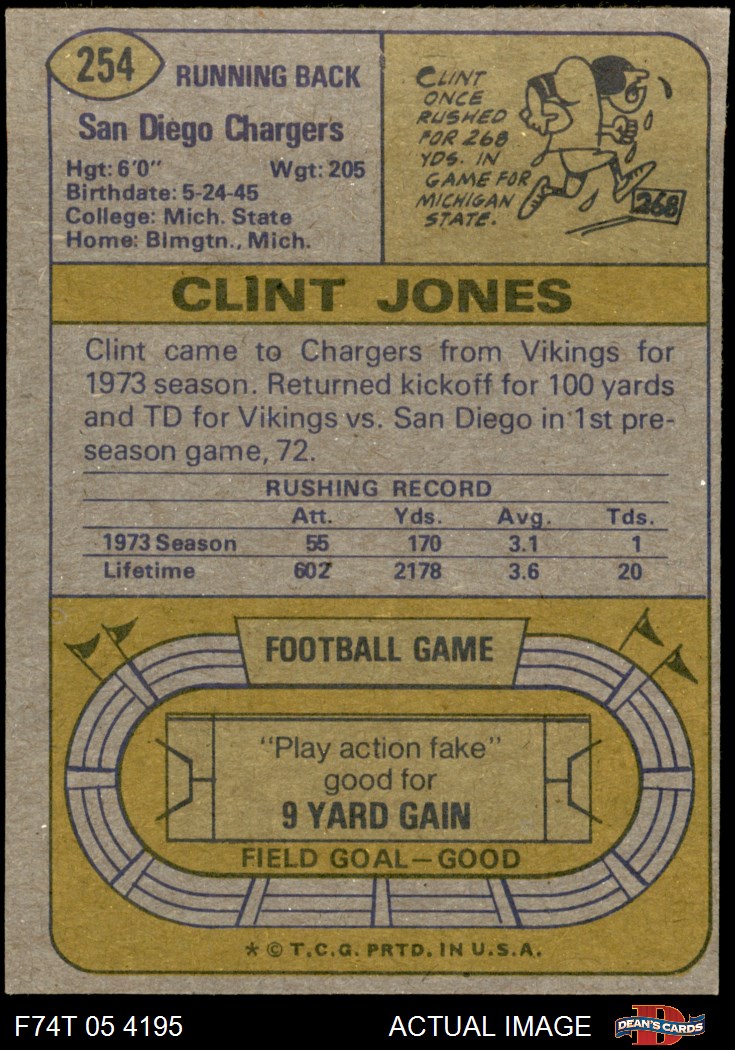 254
RUNNING BACK
San Diego Chargers
Hgt: 6'0" Wgt: 205
Birthdate: 5-24-45
College: Mich. State
Home: Blmgtn., Mich.
CLINT
ONCE
RUSHED
FOR 268
YDS. IN
GAME FOR
MICHIGAN
STATE.
268
CLINT JONES
Clint came to Chargers from Vikings for
1973 season. Returned kickoff for 100 yards
and TD for Vikings vs. San Diego in 1st pre-
season game, 72.
RUSHING RECORD
Att. Yds. Avg. Tds.
1973 Season 55 170 3.1 1
Lifetime 602 2178 3.6 20
FOOTBALL GAME
"Play action fake"
good for
9 YARD GAIN
FIELD GOAL—GOOD
* © T.C.G. PRTD. IN U.S.A.
F74T 05 4195 ACTUAL IMAGE
D
DEAN'S CARDS